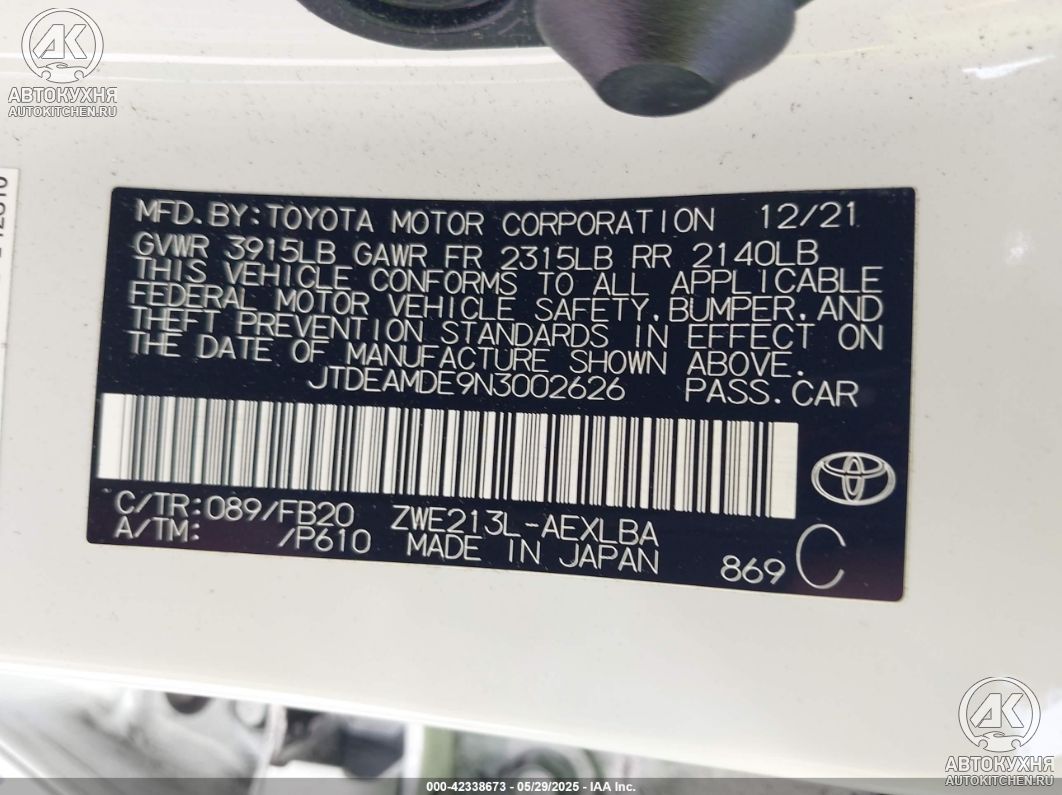 AK
АВТОКУХНЯ
AUTOKITCHEN.RU
MFD.BY:TOYOTA MOTOR CORPORATION 12/21
GVWR 3915LB GAWR FR 2315LB RR 2140LB
THIS VEHICLE CONFORMS TO ALL APPLICABLE
FEDERAL MOTOR VEHICLE SAFETY,BUMPER,AND
THEFT PREVENTION STANDARDS IN EFFECT ON
THE DATE OF MANUFACTURE SHOWN ABOVE.
JTDEAMDE9N3002626 PASS.CAR
C/TR:089/FB20 ZWE213L-AEXLBA
A/TM: /P610 MADE IN JAPAN
869 C
AK
АВТОКУХНЯ
AUTOKITCHEN.RU
000-42338673 - 05/29/2025 - IAA Inc.